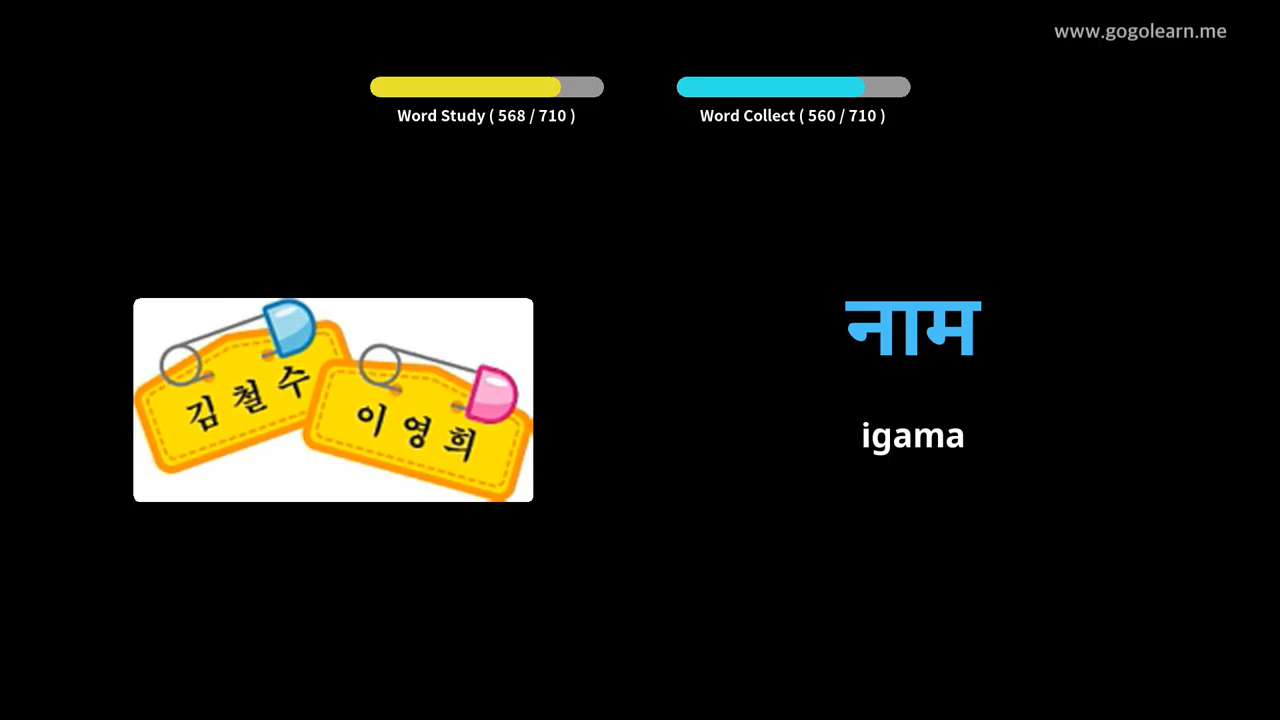 www.gogolearn.me
Word Study ( 568 / 710 )
Word Collect ( 560 / 710 )
김철수
이영희
नाम
igama